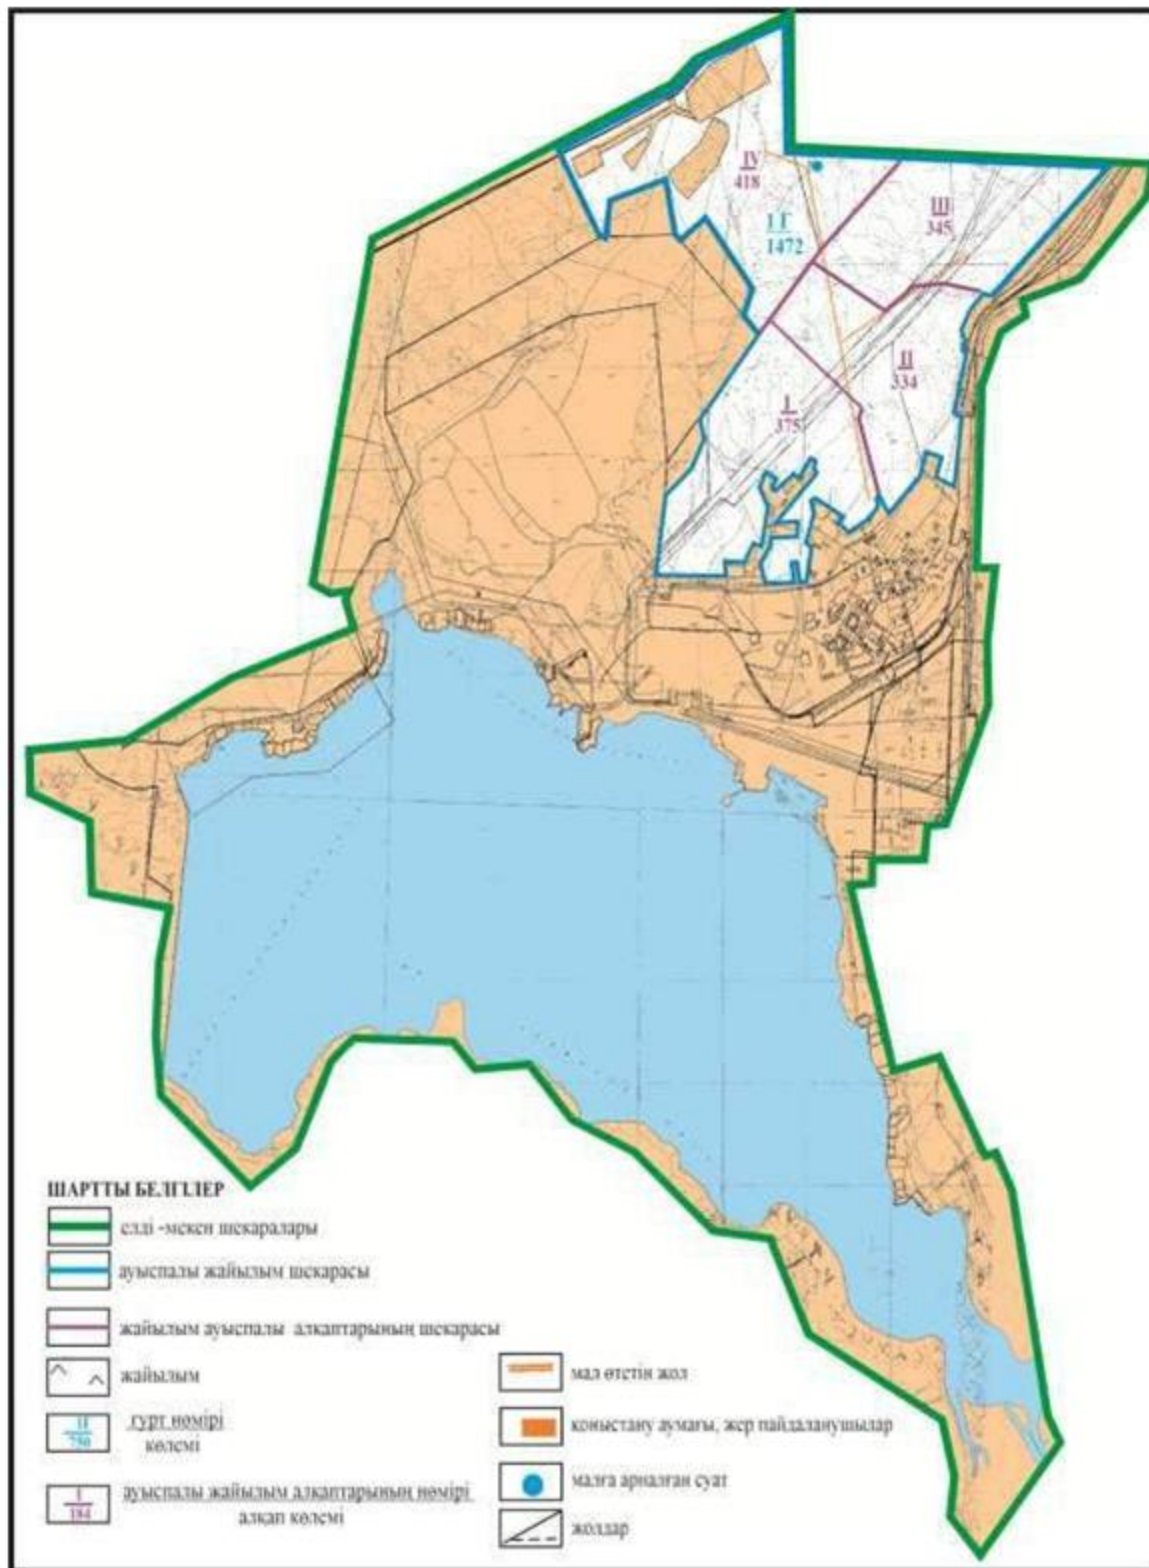 IV
418
1 Г
1472
III
345
II
334
I
375
ШАРТТЫ БЕЛГІЛЕР
елді -мекен шекаралары
ауыспалы жайылым шекарасы
жайылым ауыспалы алқаптарының шекарасы
жайылым
II
750
гурт нөмірі
көлемі
I
184
ауыспалы жайылым алқаптарының нөмірі
алқап көлемі
мал өтетін жол
қоныстану аумағы, жер пайдаланушылар
малға арналған суат
жолдар